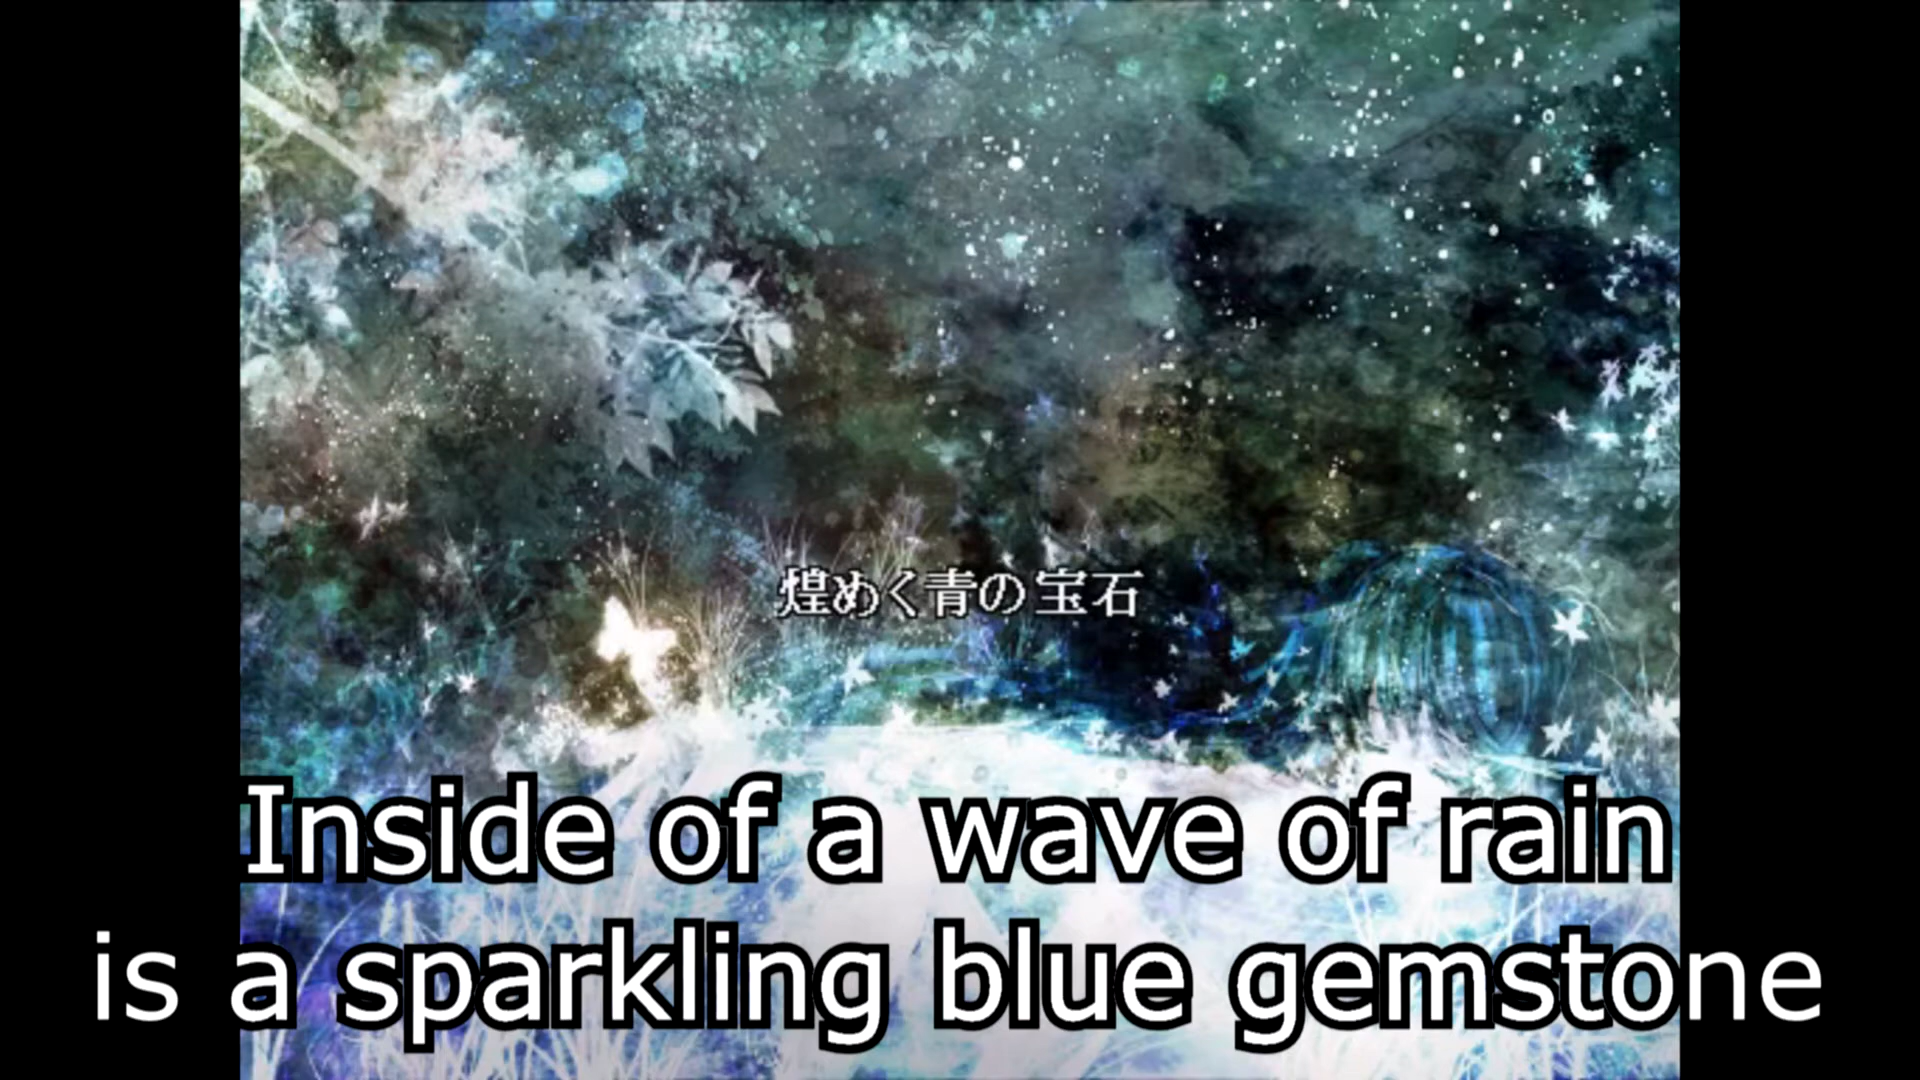 煌めく青の宝石
Inside of a wave of rain
is a sparkling blue gemstone